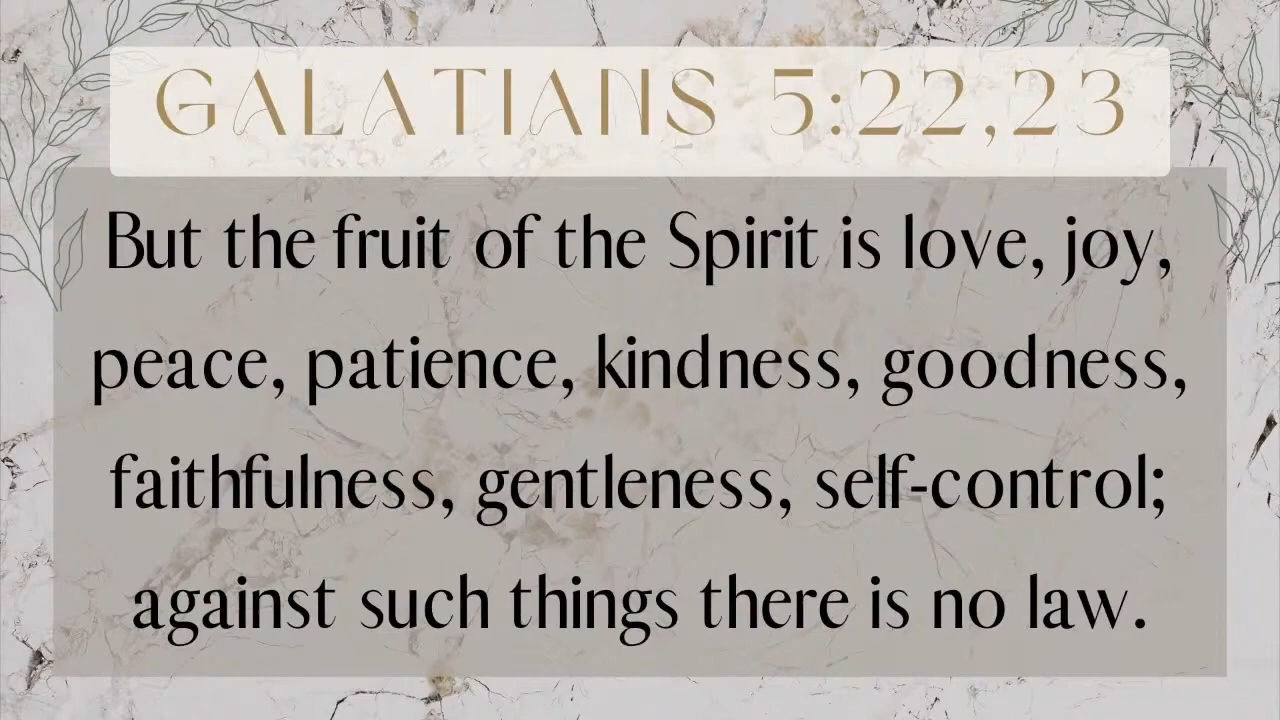 GALATIANS 5:22,23
But the fruit of the Spirit is love, joy,
peace, patience, kindness, goodness,
faithfulness, gentleness, self-control;
against such things there is no law.